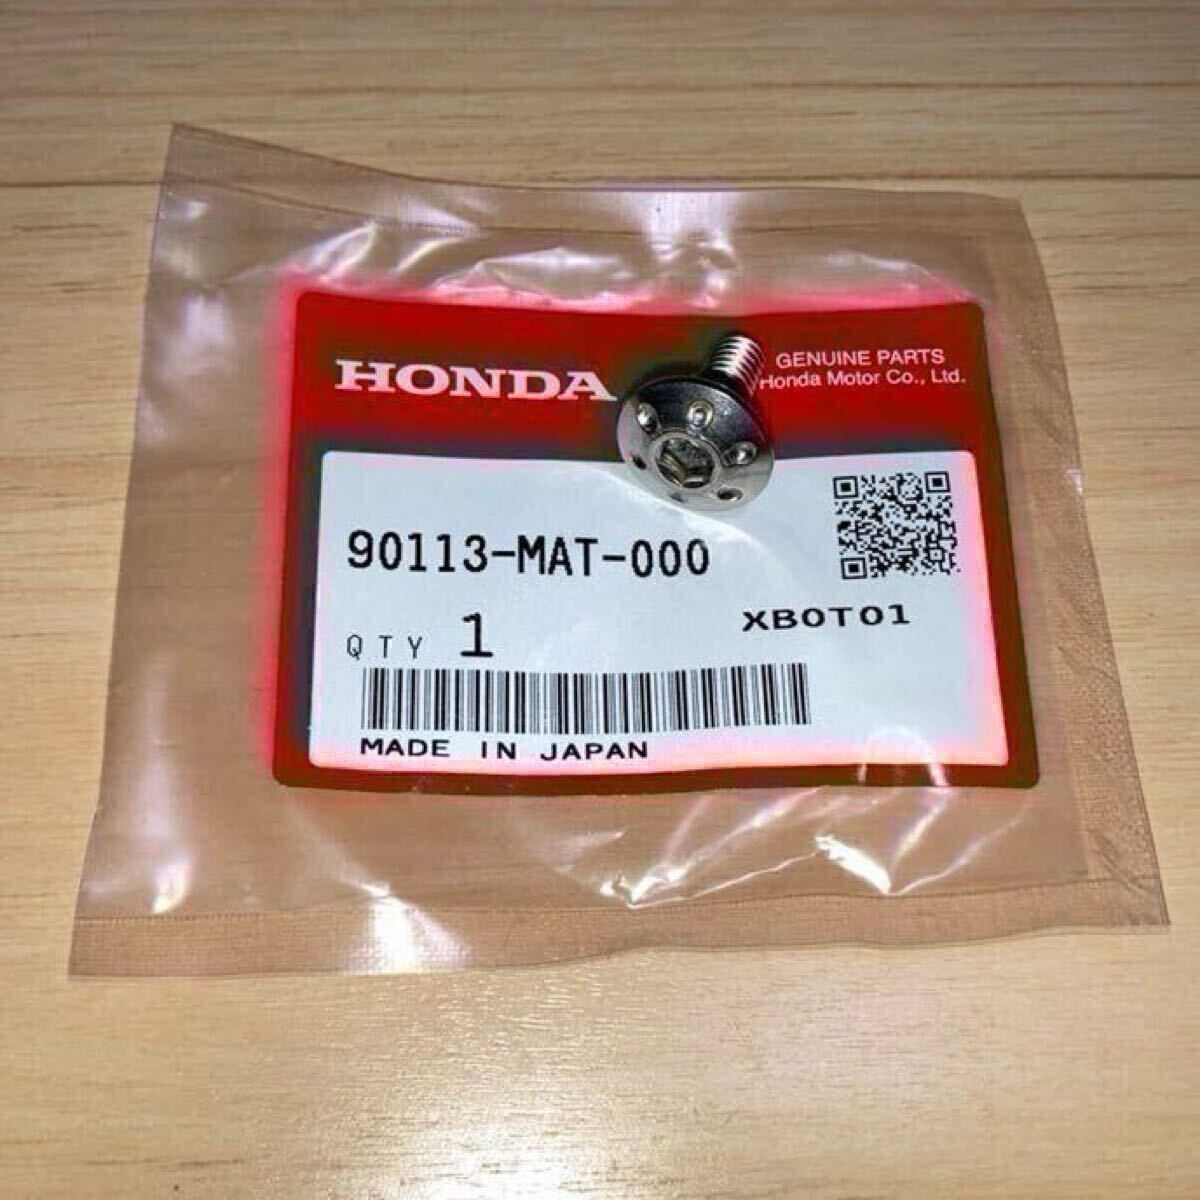 HONDA
GENUINE PARTS
Honda Motor Co., Ltd.
90113-MAT-000
QTY 1
XB0T01
MADE IN JAPAN